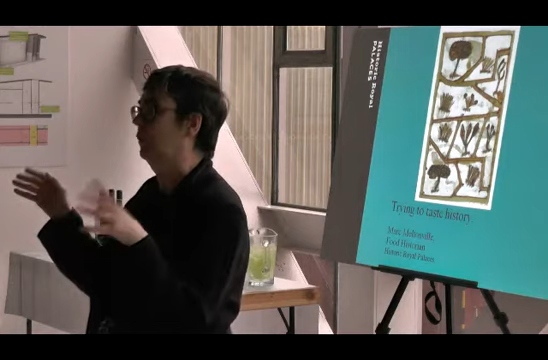 Historic Royal
PALACES
Trying to taste history
Marc Meltonville
Food Historian
Historic Royal Palaces